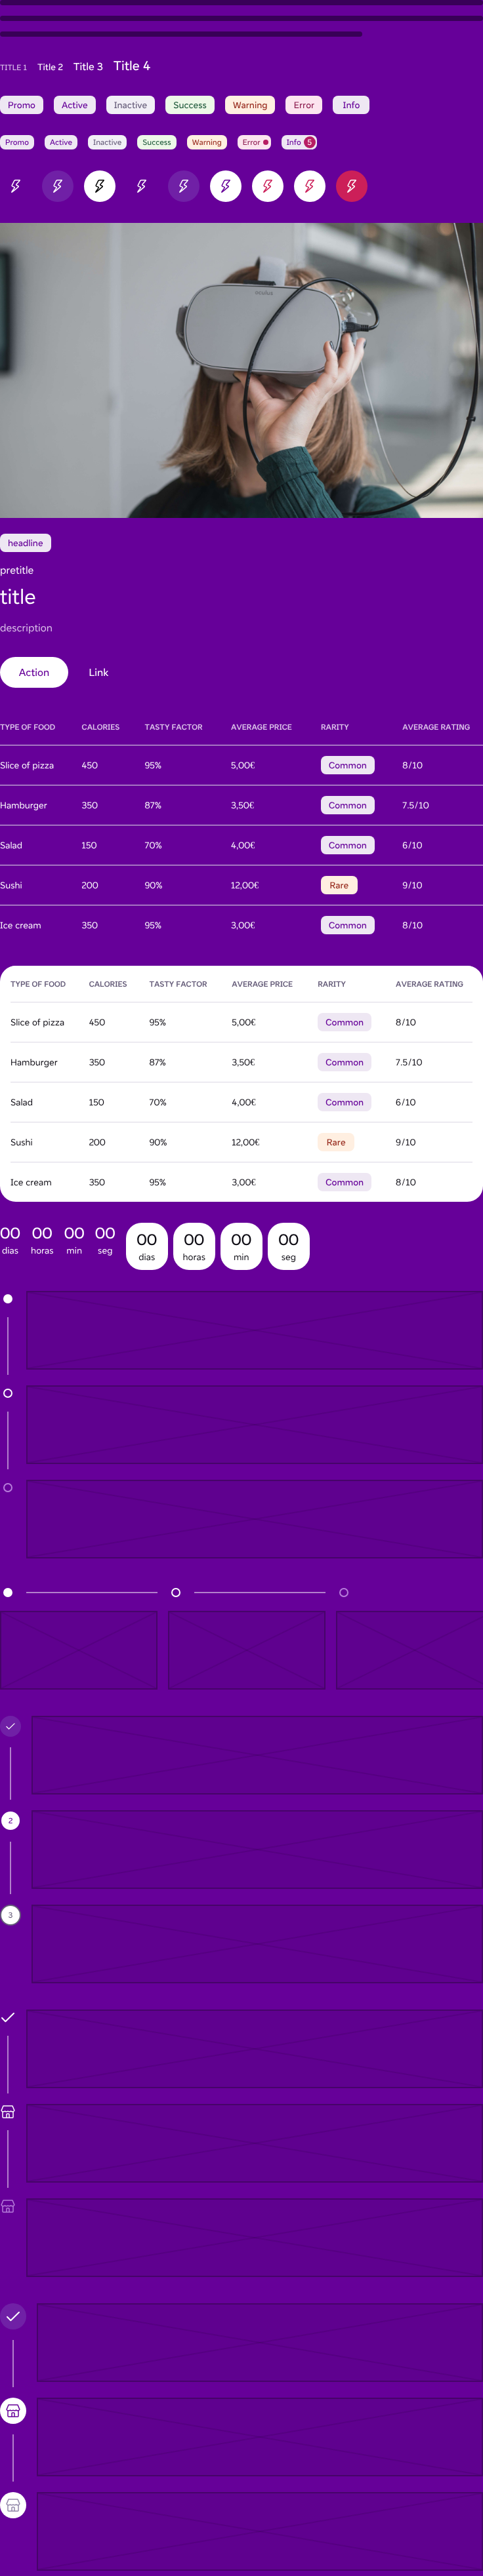 TITLE 1 Title 2 Title 3 Title 4
Promo Active Inactive Success Warning Error Info
Promo Active Inactive Success Warning Error Info 5
oculus
headline
pretitle
title
description
Action Link
TYPE OF FOOD CALORIES TASTY FACTOR AVERAGE PRICE RARITY AVERAGE RATING
Slice of pizza 450 95% 5,00€ Common 8/10
Hamburger 350 87% 3,50€ Common 7.5/10
Salad 150 70% 4,00€ Common 6/10
Sushi 200 90% 12,00€ Rare 9/10
Ice cream 350 95% 3,00€ Common 8/10
TYPE OF FOOD CALORIES TASTY FACTOR AVERAGE PRICE RARITY AVERAGE RATING
Slice of pizza 450 95% 5,00€ Common 8/10
Hamburger 350 87% 3,50€ Common 7.5/10
Salad 150 70% 4,00€ Common 6/10
Sushi 200 90% 12,00€ Rare 9/10
Ice cream 350 95% 3,00€ Common 8/10
00 00 00 00 00 00 00 00
días horas min seg días horas min seg
2
3